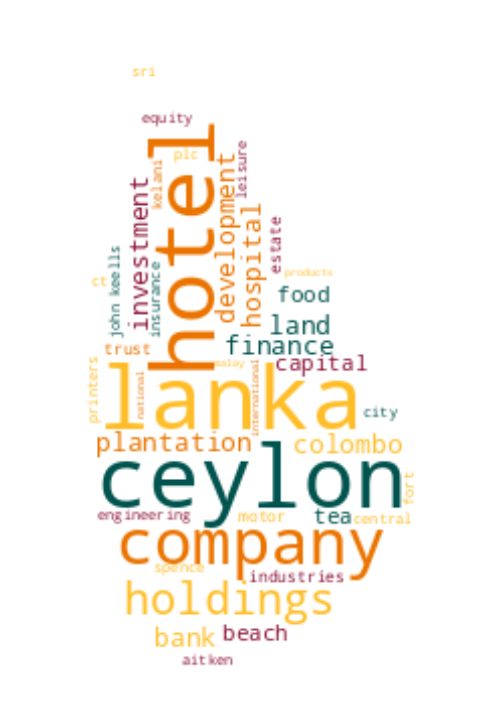 sri
equity
hotel
plc
leisure
kelani
development
investment
hospital
estate
john keells
insurance
ct
products
food
land
finance
trust
capital
malay
printers
national
lanka
international
city
plantation
colombo
ceylon
fort
engineering
motor
tea
central
company
spence
industries
holdings
bank
beach
aitken